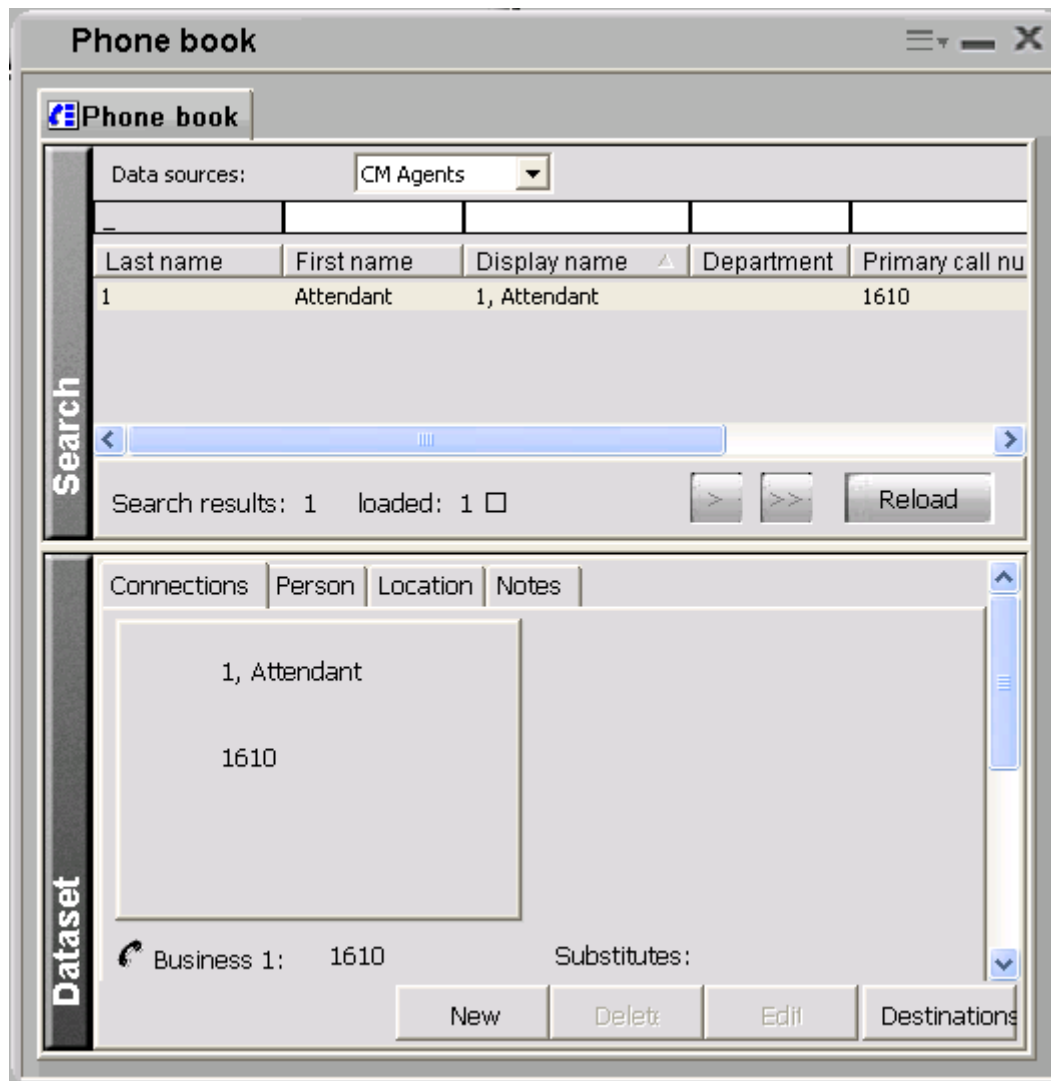 Phone book
Phone book
Search
Data sources: CM Agents
_
Last name First name Display name Department Primary call nu
1 Attendant 1, Attendant 1610
Search results: 1 loaded: 1
> >> Reload
Dataset
Connections Person Location Notes
1, Attendant
1610
Business 1: 1610 Substitutes:
New Delete Edit Destinations